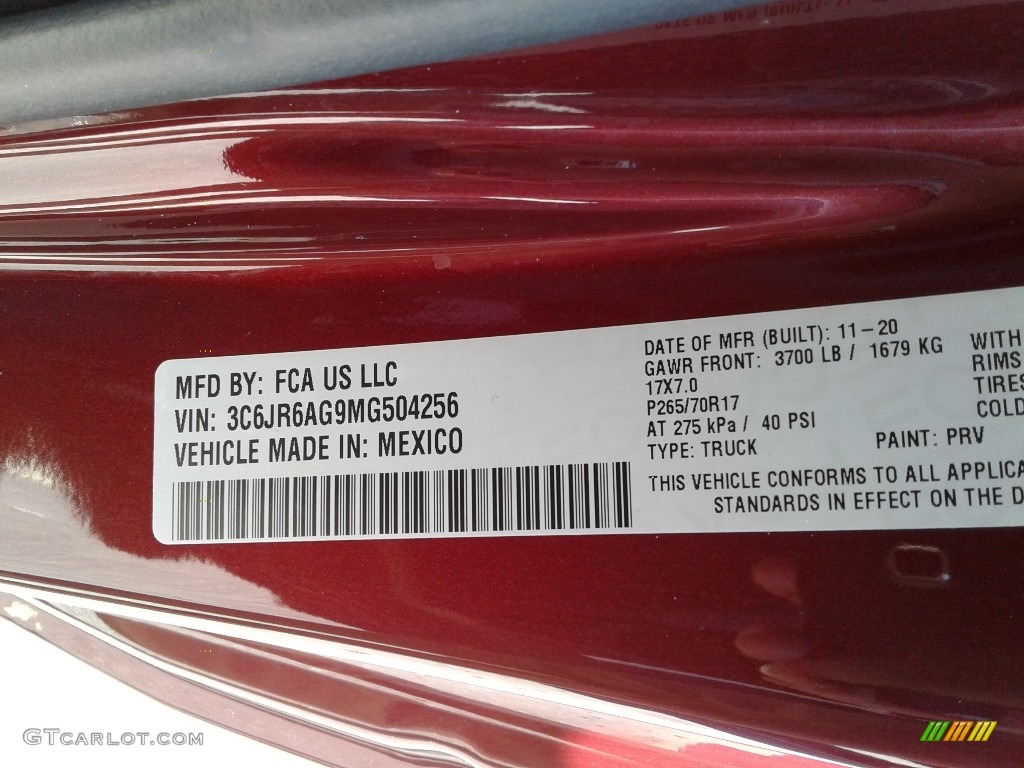 MFD BY: FCA US LLC
VIN: 3C6JR6AG9MG504256
VEHICLE MADE IN: MEXICO
DATE OF MFR (BUILT): 11-20
GAWR FRONT: 3700 LB / 1679 KG
17X7.0
P265/70R17
AT 275 kPa / 40 PSI
TYPE: TRUCK
PAINT: PRV
WITH
RIMS
TIRES
COLD
THIS VEHICLE CONFORMS TO ALL APPLICA
STANDARDS IN EFFECT ON THE D
GTCARLOT.COM